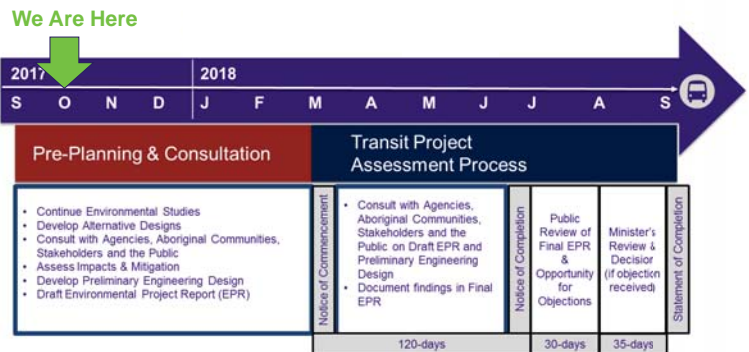 We Are Here
2017
2018
S O N D J F M A M J J A S
Pre-Planning & Consultation
Transit Project
Assessment Process
• Continue Environmental Studies
• Develop Alternative Designs
• Consult with Agencies, Aboriginal Communities,
Stakeholders and the Public
• Assess Impacts & Mitigation
• Develop Preliminary Engineering Design
• Draft Environmental Project Report (EPR)
Notice of Commencement
• Consult with Agencies,
Aboriginal Communities,
Stakeholders and the
Public on Draft EPR and
Preliminary Engineering
Design
• Document findings in Final
EPR
Notice of Completion
Public
Review of
Final EPR
&
Opportunity
for
Objections
Minister's
Review &
Decisior
(if objection
received)
Statement of Completion
120-days
30-days
35-days